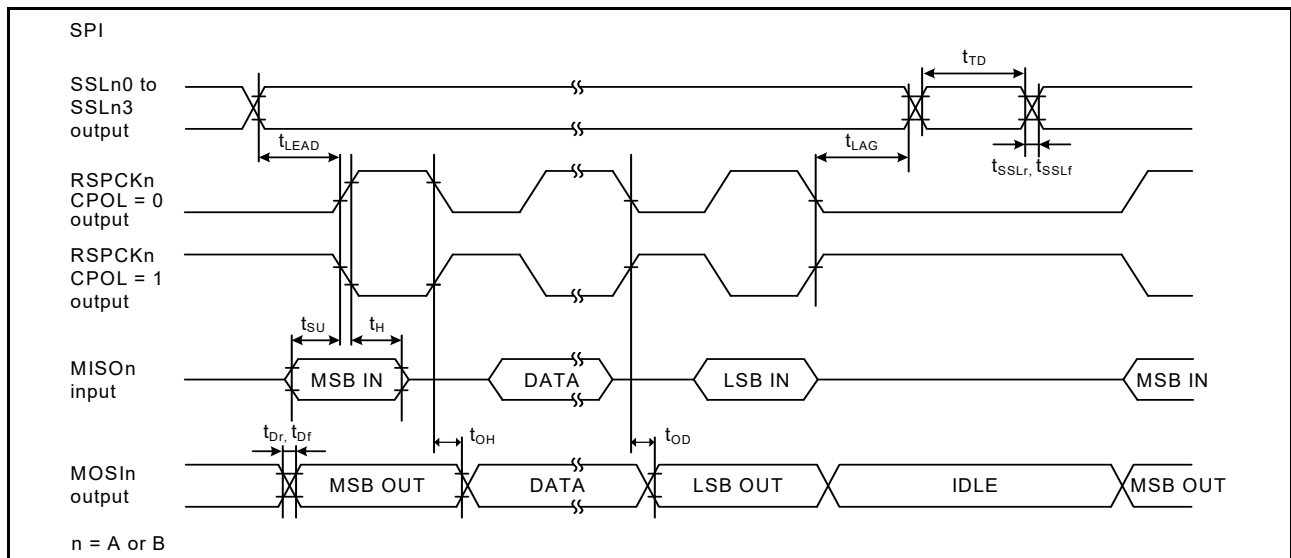 SPI
SSLn0 to
SSLn3
output
tTD
tLEAD
tLAG
tSSLr, tSSLf
RSPCKn
CPOL = 0
output
RSPCKn
CPOL = 1
output
tSU
tH
MISOn
input
MSB IN
DATA
LSB IN
MSB IN
tDr, tDf
tOH
tOD
MOSIn
output
MSB OUT
DATA
LSB OUT
IDLE
MSB OUT
n = A or B